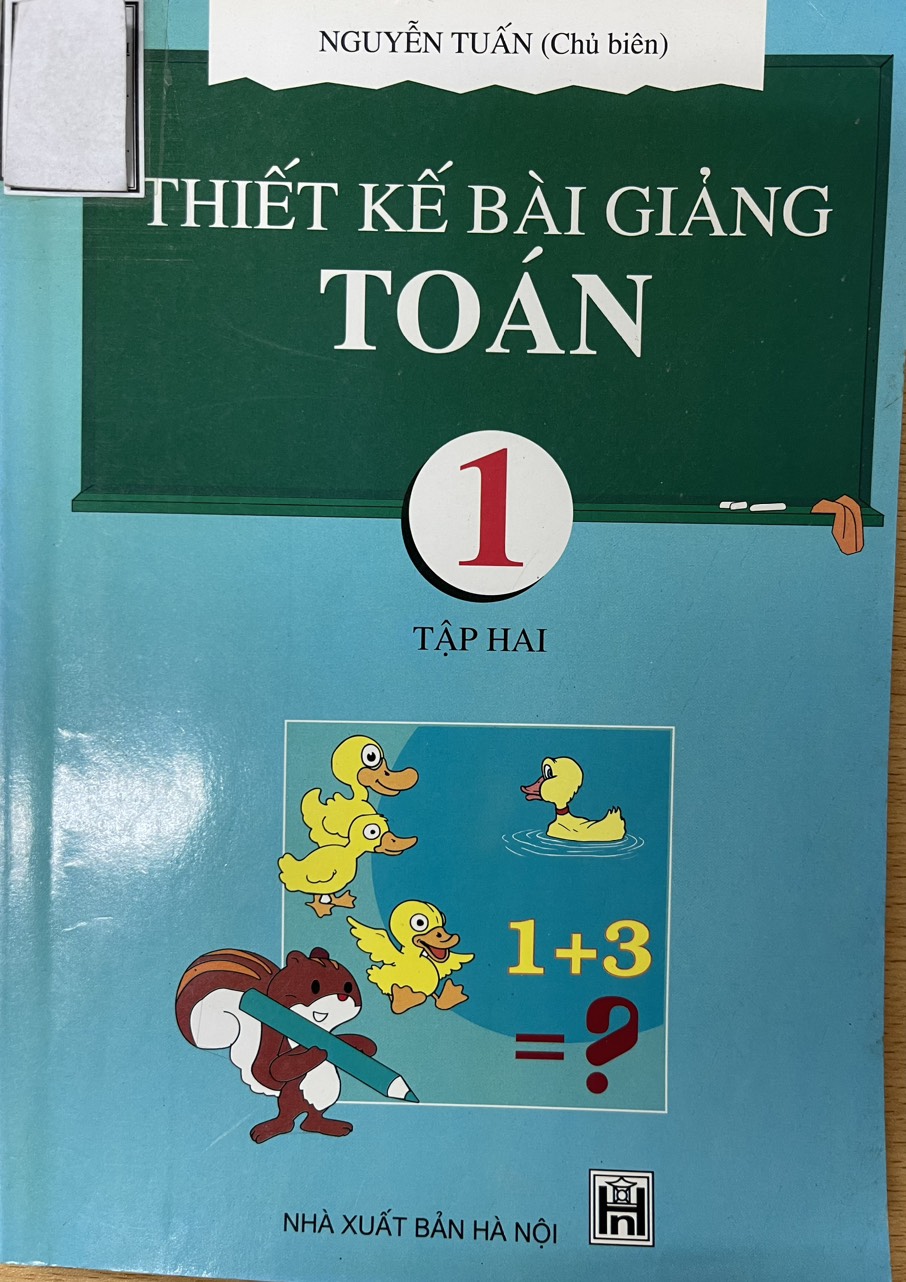 NGUYỄN TUẤN (Chủ biên)
THIẾT KẾ BÀI GIẢNG
TOÁN
1
TẬP HAI
1+3
=?
NHÀ XUẤT BẢN HÀ NỘI
Hn